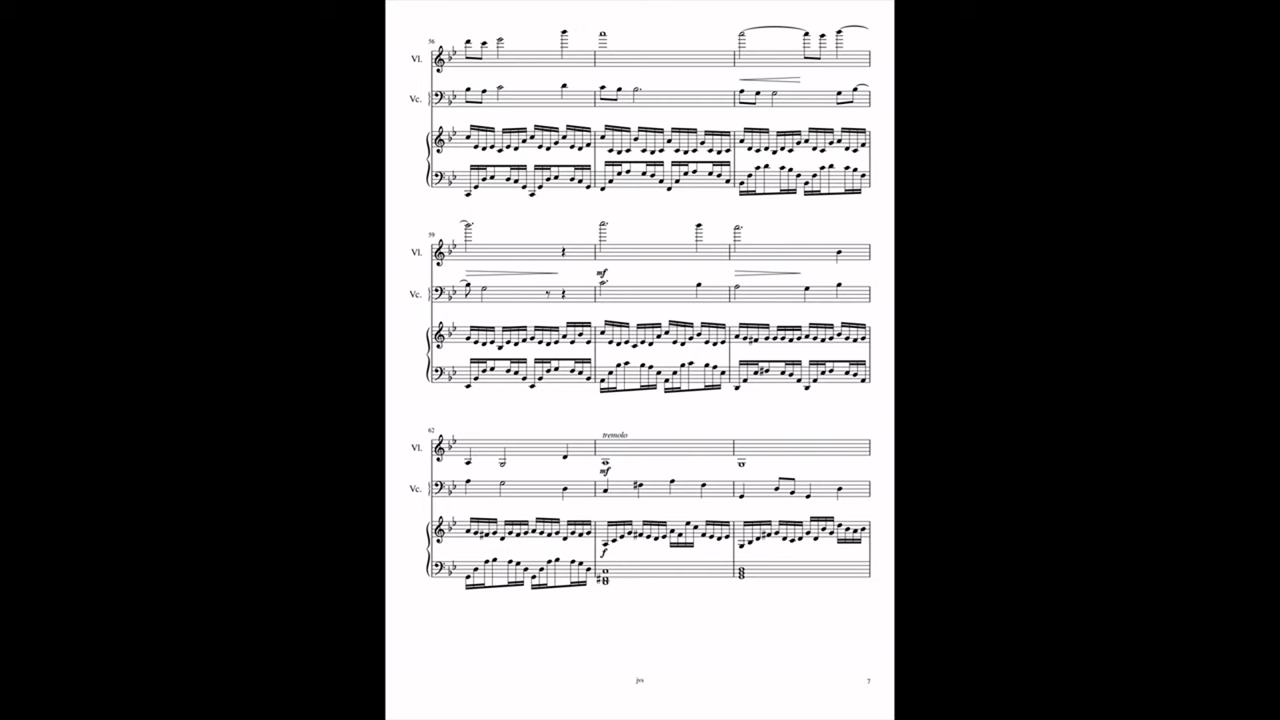 56
Vl.
Vc.
59
Vl.
mf
Vc.
62
tremolo
Vl.
mf
Vc.
f
jvs
7